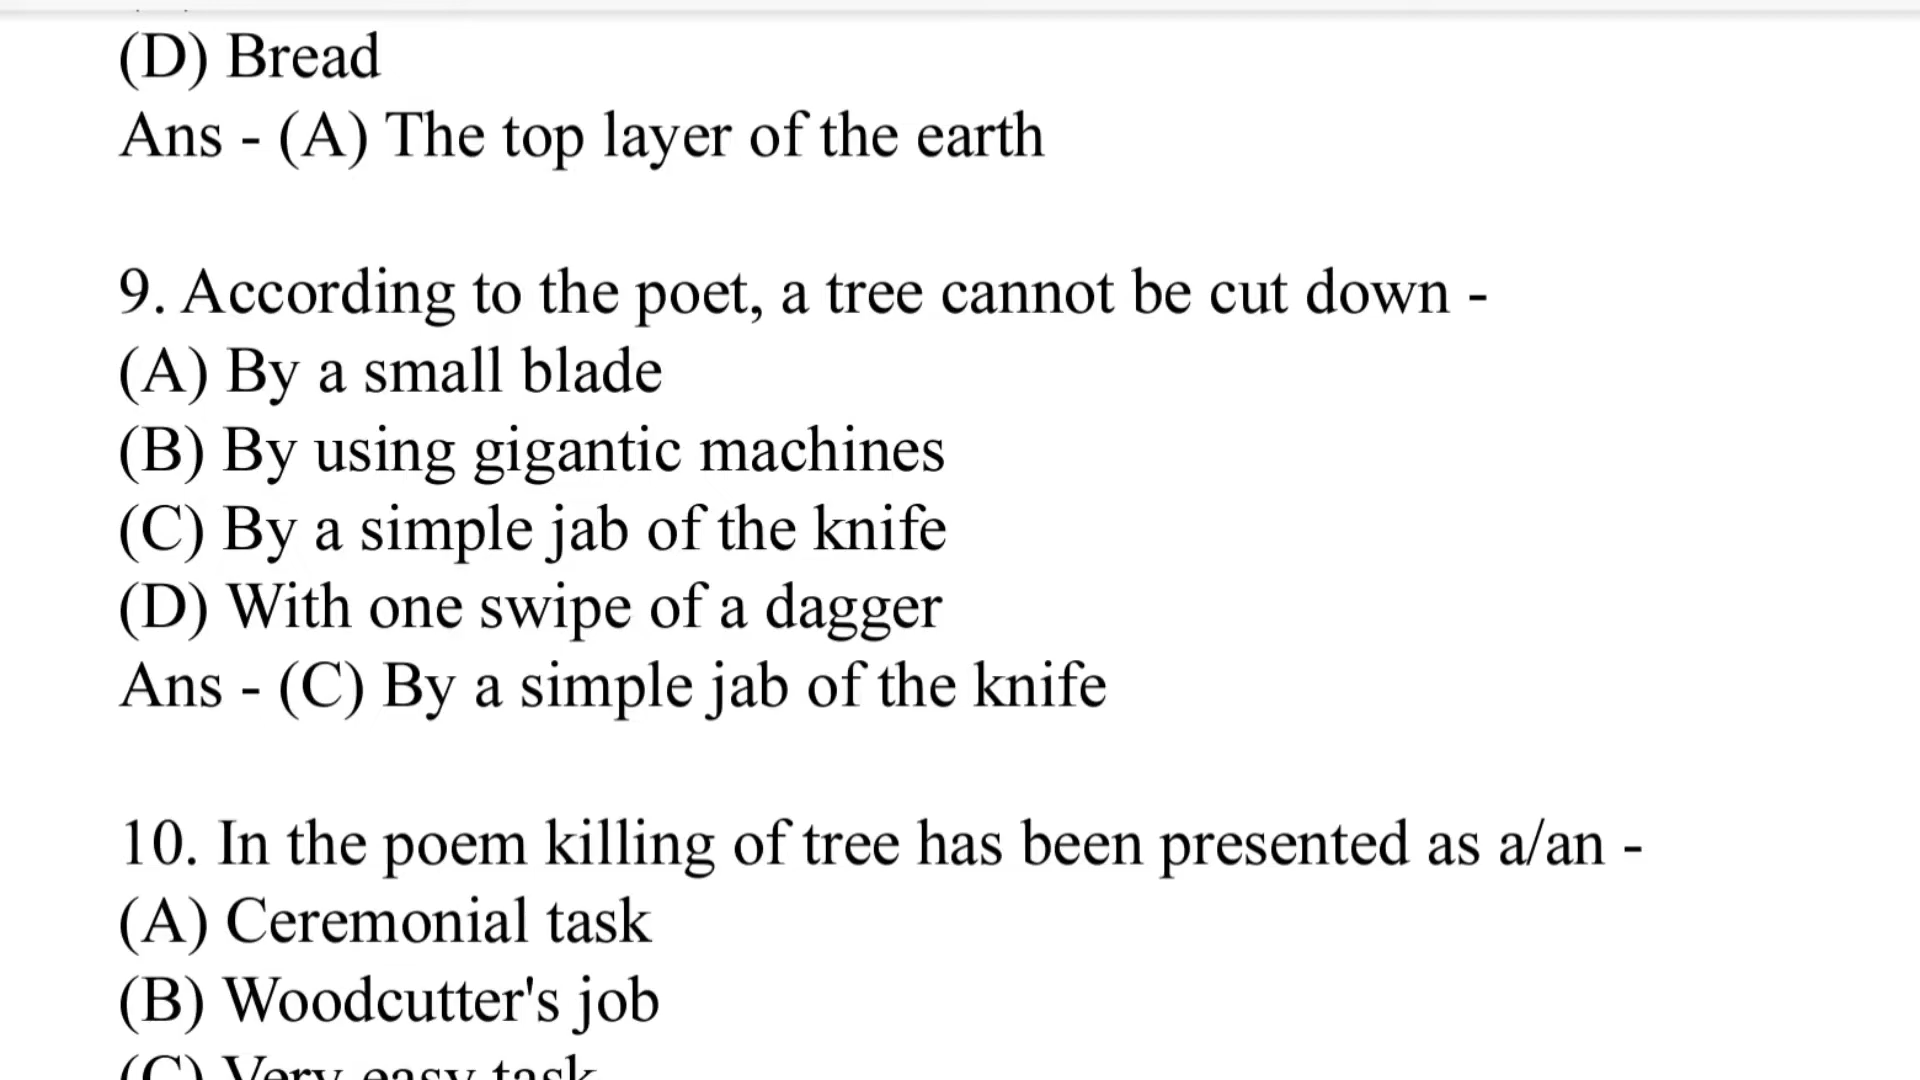 (D) Bread
Ans - (A) The top layer of the earth
9. According to the poet, a tree cannot be cut down -
(A) By a small blade
(B) By using gigantic machines
(C) By a simple jab of the knife
(D) With one swipe of a dagger
Ans - (C) By a simple jab of the knife
10. In the poem killing of tree has been presented as a/an -
(A) Ceremonial task
(B) Woodcutter's job
(C) Very easy task